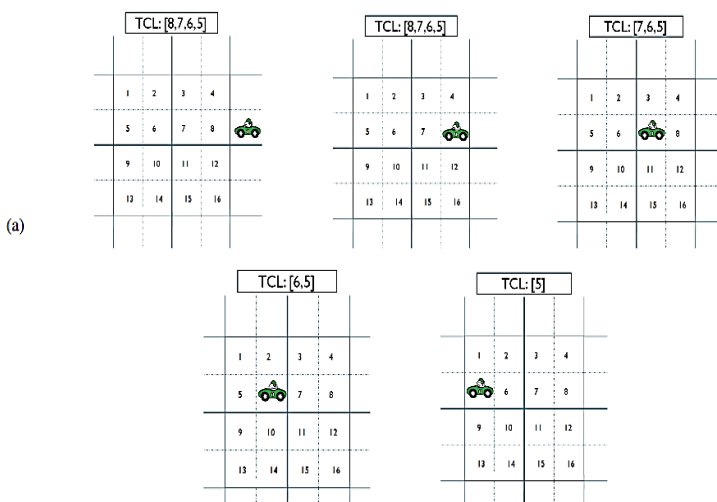 TCL: [8,7,6,5]
1 2 3 4
5 6 7 8
9 10 11 12
13 14 15 16
TCL: [8,7,6,5]
1 2 3 4
5 6 7
9 10 11 12
13 14 15 16
TCL: [7,6,5]
1 2 3 4
5 6 8
9 10 11 12
13 14 15 16
(a)
TCL: [6,5]
1 2 3 4
5 7 8
9 10 11 12
13 14 15 16
TCL: [5]
1 2 3 4
6 7 8
9 10 11 12
13 14 15 16